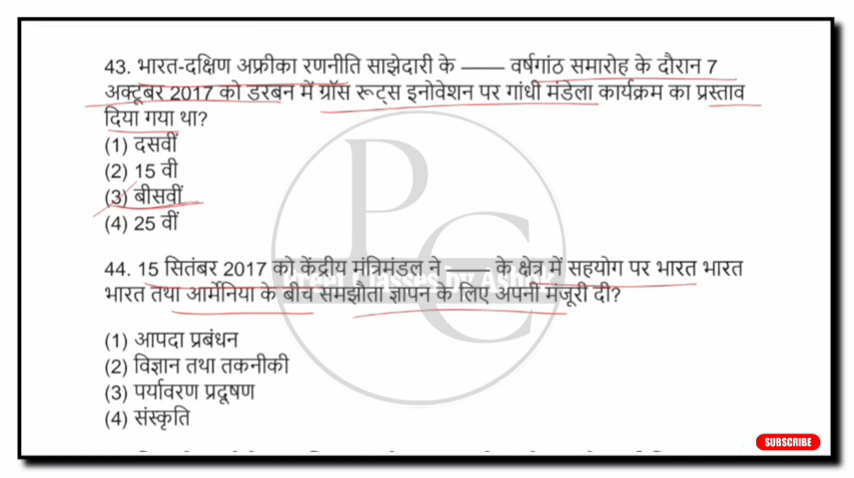 43. भारत-दक्षिण अफ्रीका रणनीति साझेदारी के —— वर्षगांठ समारोह के दौरान 7
अक्टूबर 2017 को डरबन में ग्रॉस रूट्स इनोवेशन पर गांधी मंडेला कार्यक्रम का प्रस्ताव
दिया गया था?
(1) दसवीं
(2) 15 वी
(3) बीसवीं
(4) 25 वीं
44. 15 सितंबर 2017 को केंद्रीय मंत्रिमंडल ने —— के क्षेत्र में सहयोग पर भारत भारत
भारत तथा आर्मेनिया के बीच समझौता ज्ञापन के लिए अपनी मंजूरी दी?
(1) आपदा प्रबंधन
(2) विज्ञान तथा तकनीकी
(3) पर्यावरण प्रदूषण
(4) संस्कृति
PC
SUBSCRIBE